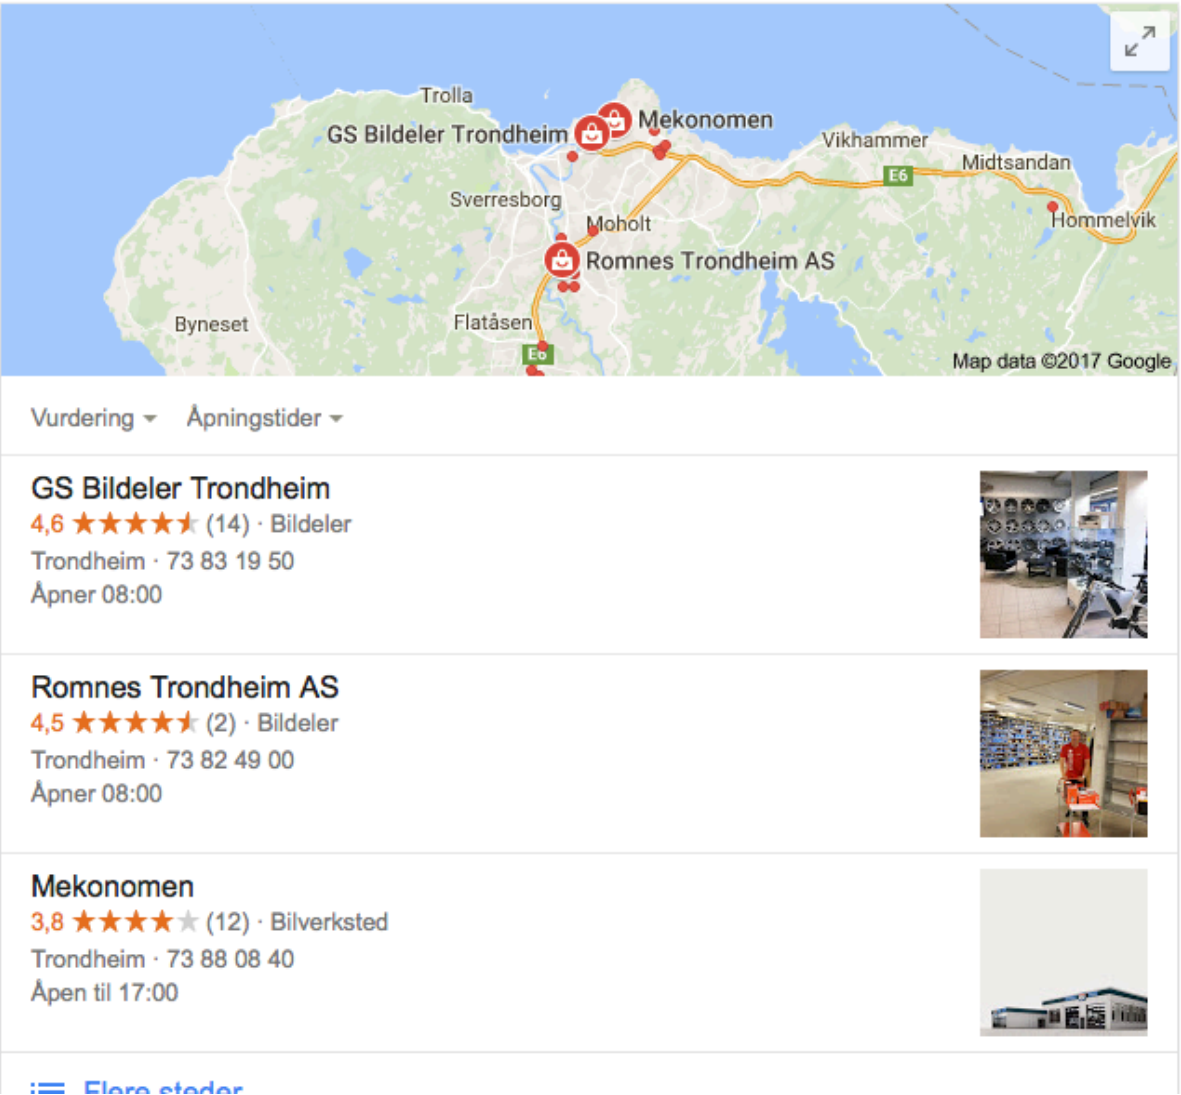 Trolla
GS Bildeler Trondheim
Mekonomen
Vikhammer
E6
Midtsandan
Sverresborg
Moholt
Hommelvik
Romnes Trondheim AS
Byneset
Flatåsen
E6
Map data ©2017 Google
Vurdering Åpningstider
GS Bildeler Trondheim
4,6 (14) · Bildeler
Trondheim · 73 83 19 50
Åpner 08:00
Romnes Trondheim AS
4,5 (2) · Bildeler
Trondheim · 73 82 49 00
Åpner 08:00
Mekonomen
3,8 (12) · Bilverksted
Trondheim · 73 88 08 40
Åpen til 17:00
Flere steder